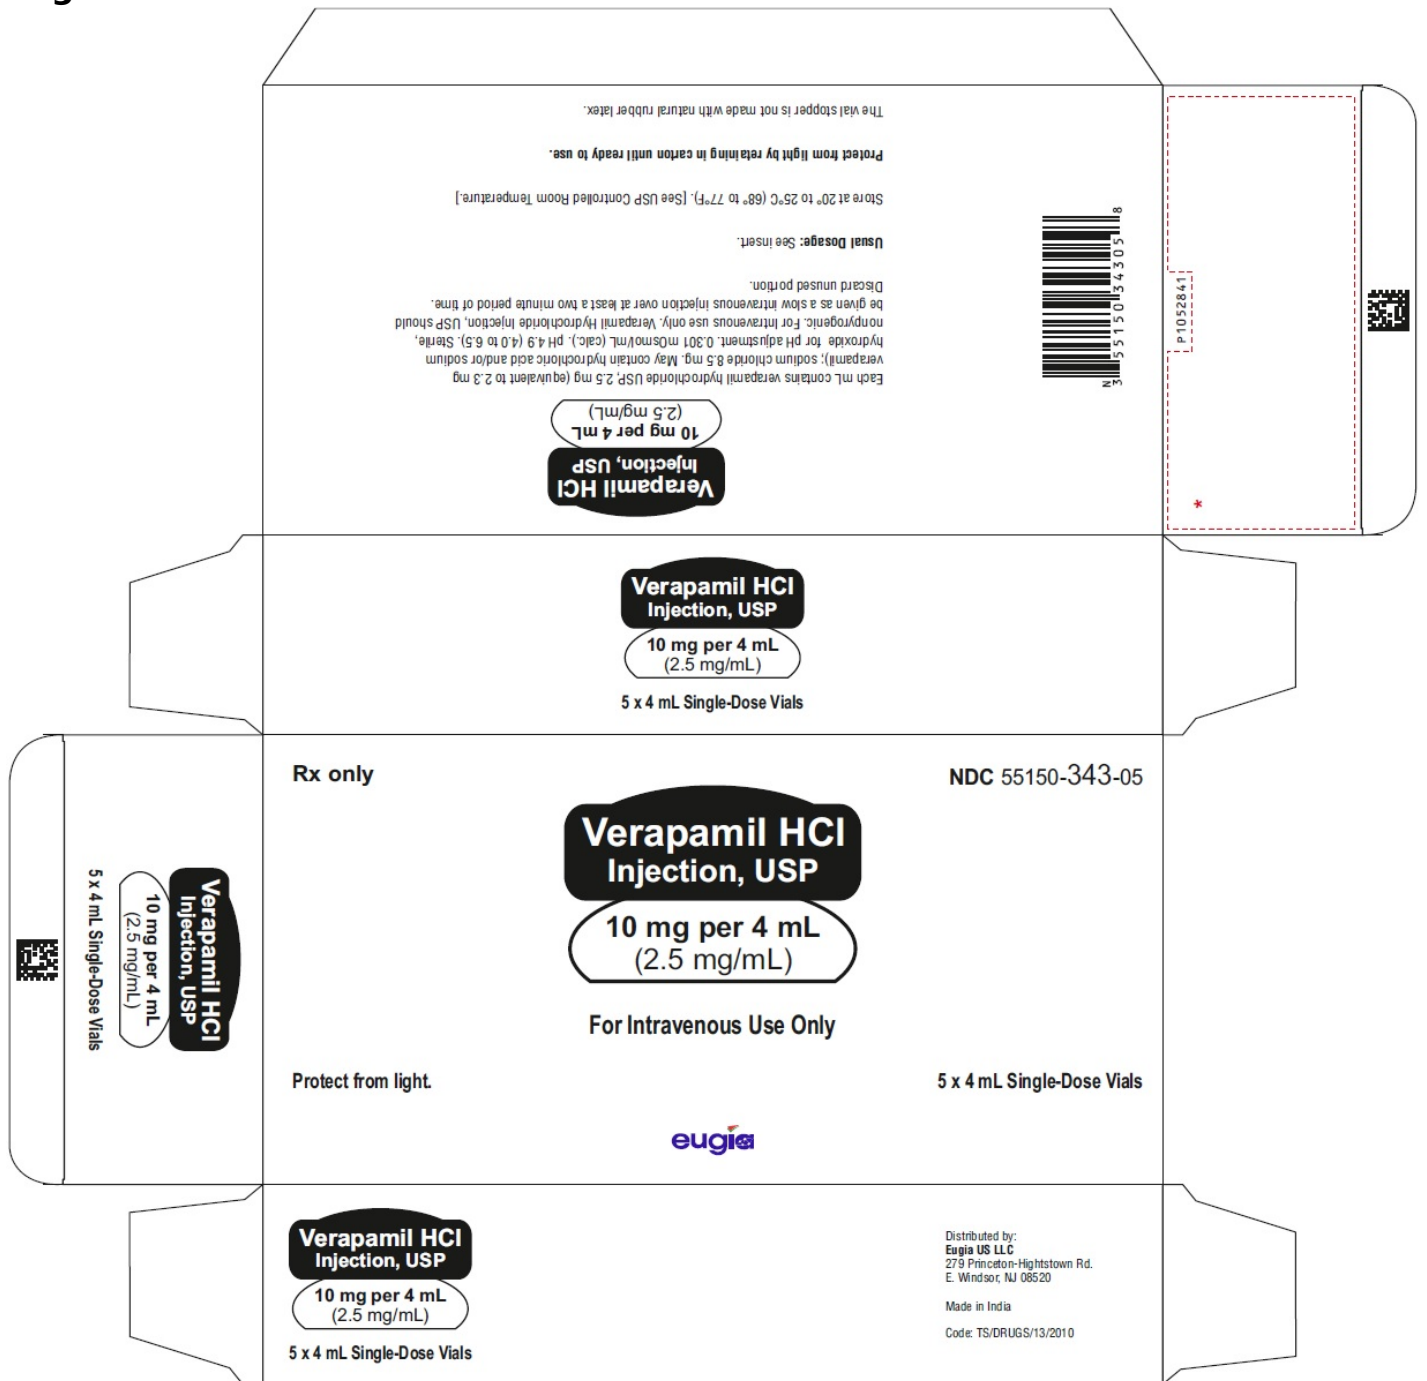 The vial stopper is not made with natural rubber latex.
Protect from light by retaining in carton until ready to use.
Store at 20° to 25°C (68° to 77°F). [See USP Controlled Room Temperature.]
Usual Dosage: See insert.
Each mL contains verapamil hydrochloride USP, 2.5 mg (equivalent to 2.3 mg
verapamil); sodium chloride 8.5 mg. May contain hydrochloric acid and/or sodium
hydroxide for pH adjustment. 0.301 mOsmol/mL (calc). pH 4.9 (4.0 to 6.5). Sterile,
nonpyrogenic. For Intravenous use only. Verapamil Hydrochloride Injection, USP should
be given as a slow intravenous injection over at least a two minute period of time.
Discard unused portion.
Verapamil HCl
Injection, USP
10 mg per 4 mL
(2.5 mg/mL)
N
3 55150 34305 8
P1052841
*
Verapamil HCl
Injection, USP
10 mg per 4 mL
(2.5 mg/mL)
5 x 4 mL Single-Dose Vials
Verapamil HCl
Injection, USP
10 mg per 4 mL
(2.5 mg/mL)
5 x 4 mL Single-Dose Vials
Rx only
NDC 55150-343-05
Verapamil HCl
Injection, USP
10 mg per 4 mL
(2.5 mg/mL)
For Intravenous Use Only
Protect from light.
5 x 4 mL Single-Dose Vials
eugia
Verapamil HCl
Injection, USP
10 mg per 4 mL
(2.5 mg/mL)
5 x 4 mL Single-Dose Vials
Distributed by:
Eugia US LLC
279 Princeton-Hightstown Rd.
E. Windsor, NJ 08520
Made in India
Code: TS/DRUGS/13/2010